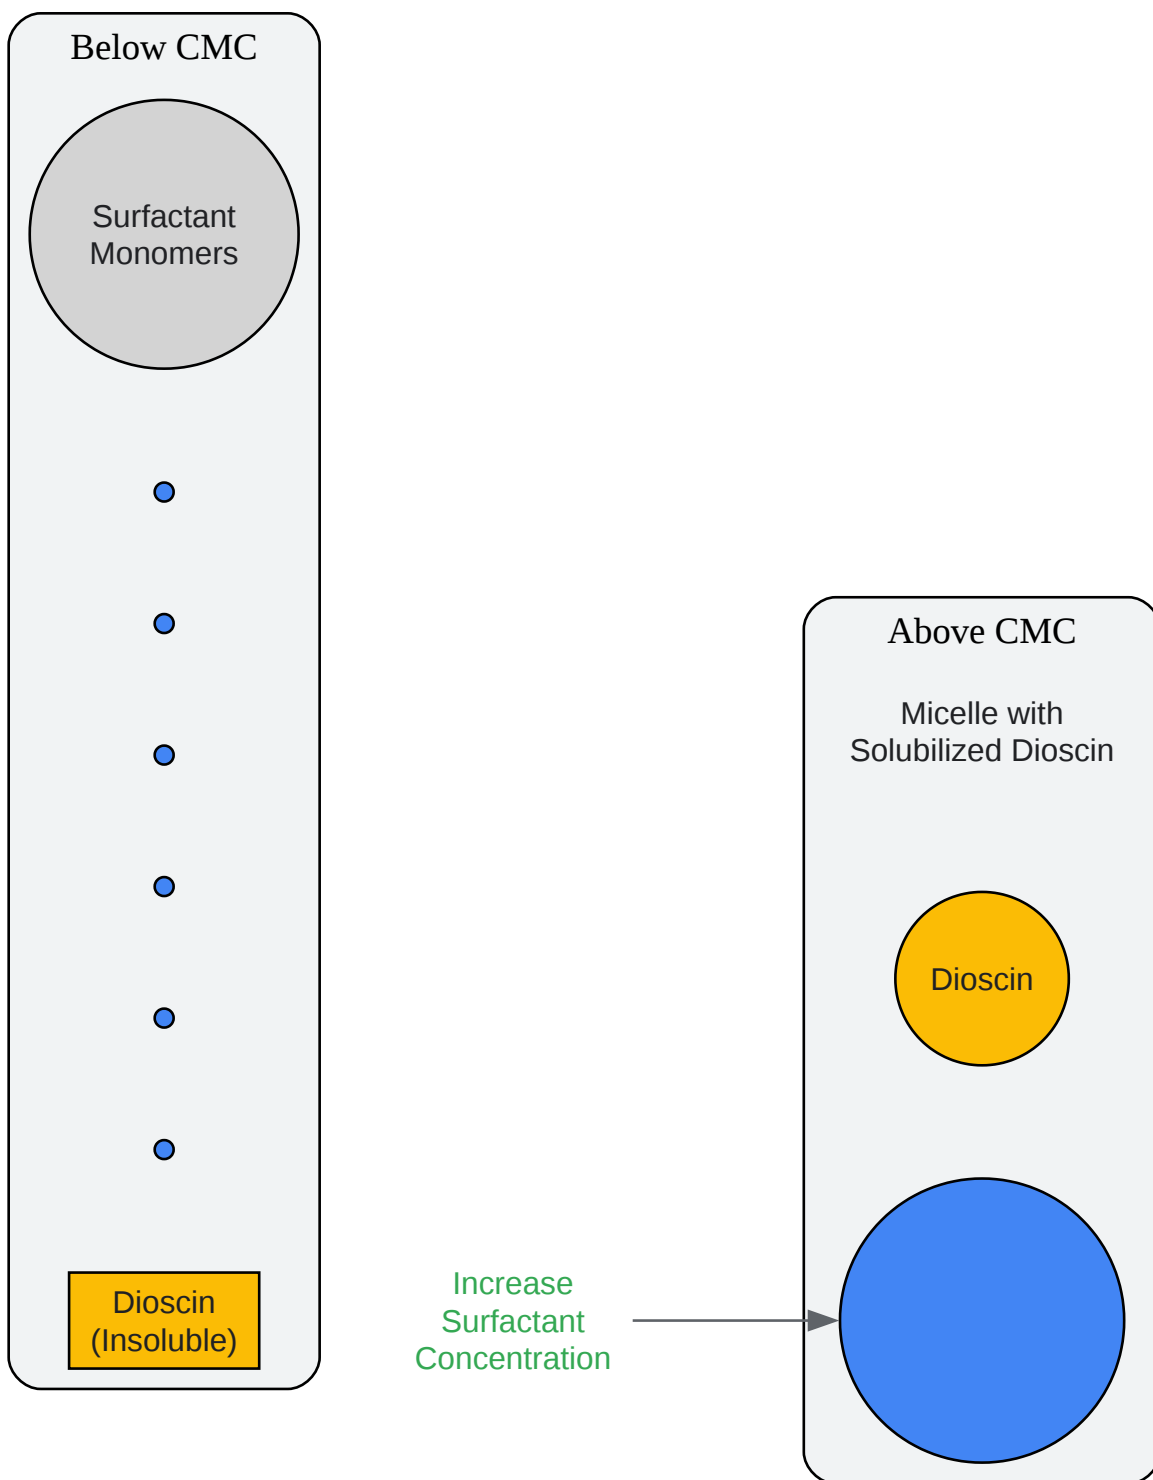 Below CMC
Surfactant
Monomers
Dioscin
(Insoluble)
Increase
Surfactant
Concentration
Above CMC
Micelle with
Solubilized Dioscin
Dioscin